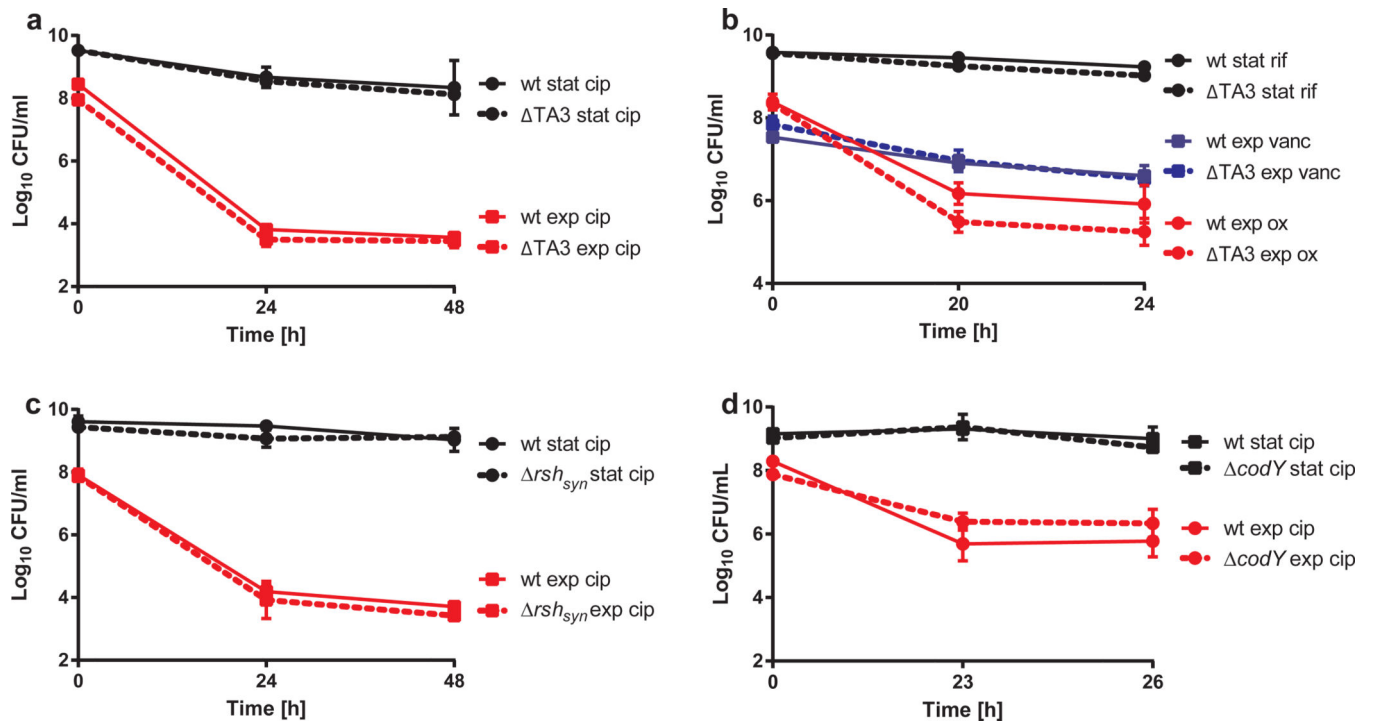 a
10
8
6
4
2
Log10 CFU/ml
0 24 48
Time [h]
wt stat cip
ΔTA3 stat cip
wt exp cip
ΔTA3 exp cip
b
10
8
6
4
Log10 CFU/ml
0 20 24
Time [h]
wt stat rif
ΔTA3 stat rif
wt exp vanc
ΔTA3 exp vanc
wt exp ox
ΔTA3 exp ox
c
10
8
6
4
2
Log10 CFU/ml
0 24 48
Time [h]
wt stat cip
Δrshsyn stat cip
wt exp cip
Δrshsyn exp cip
d
10
8
6
4
2
Log10 CFU/mL
0 23 26
Time [h]
wt stat cip
ΔcodY stat cip
wt exp cip
ΔcodY exp cip